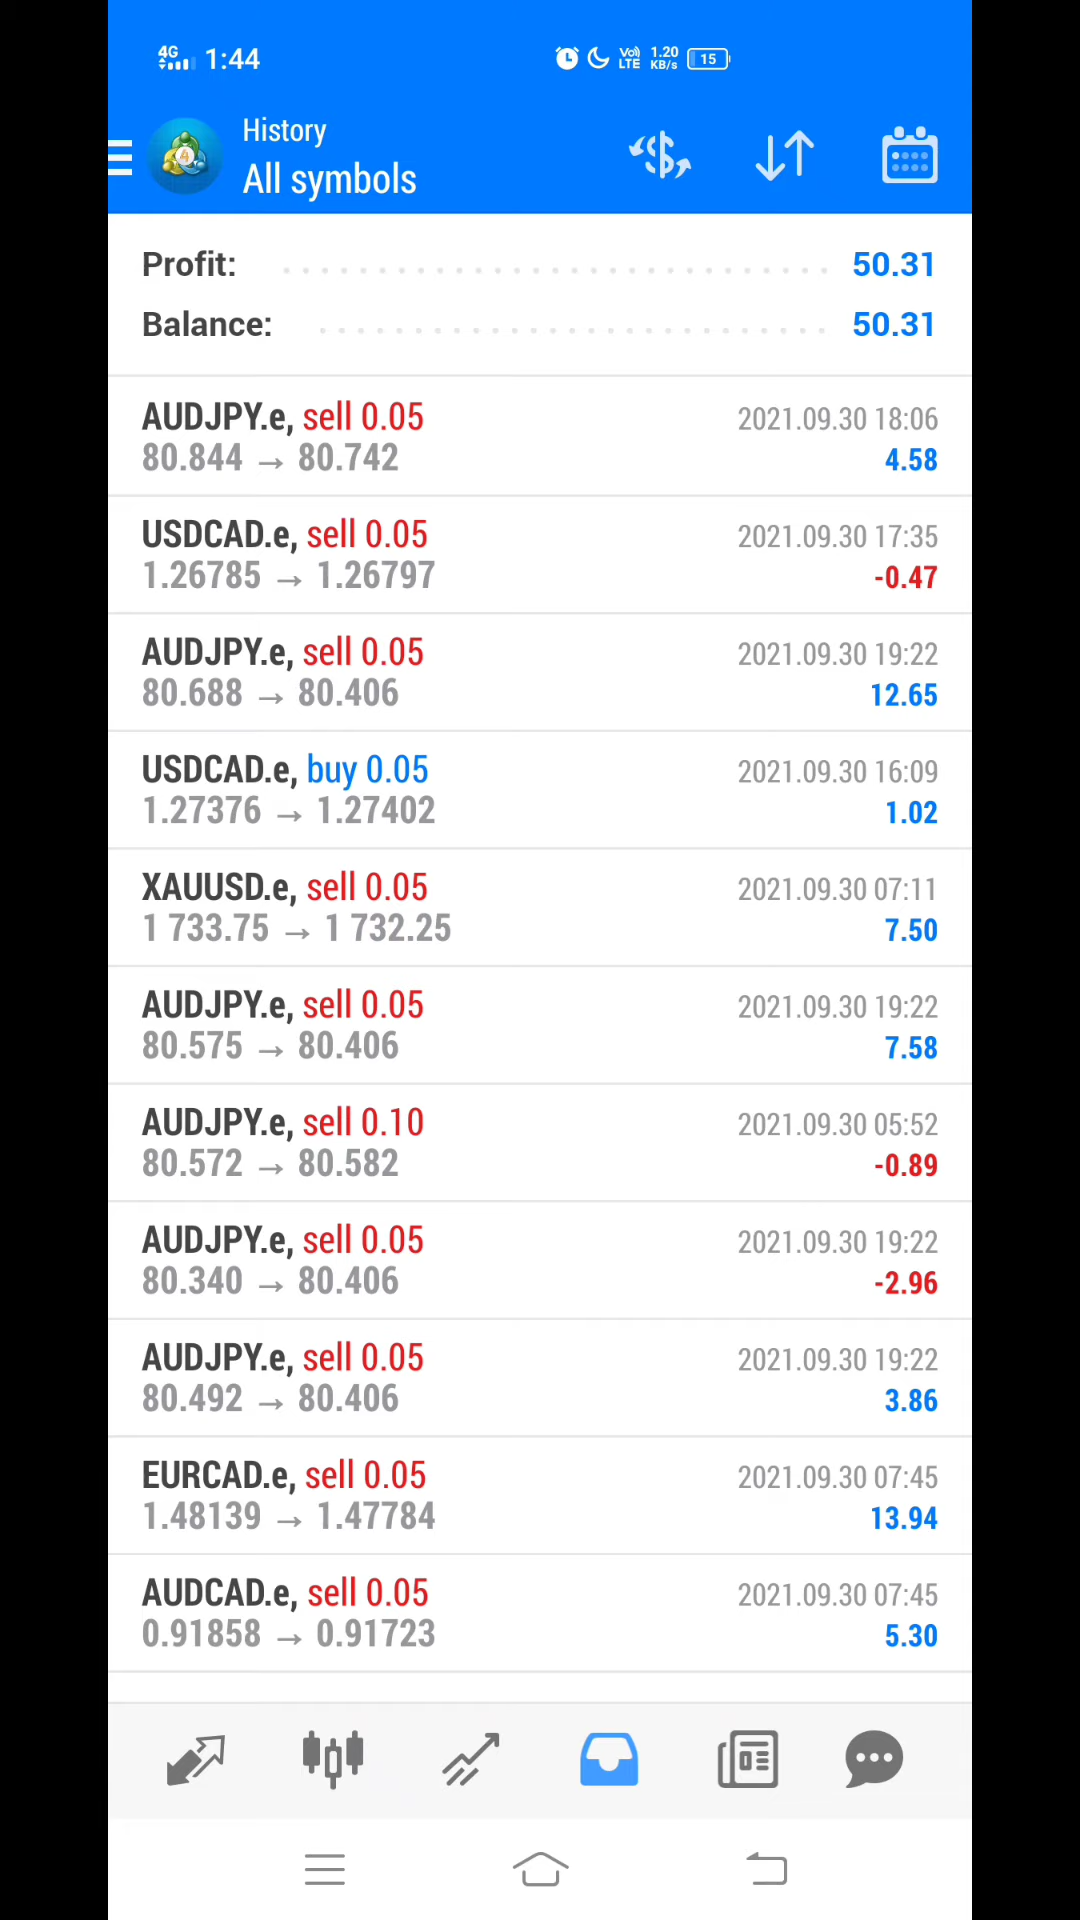 4G 1:44 Vo) LTE 1.20 KB/s 15
History
All symbols
Profit: 50.31
Balance: 50.31
AUDJPY.e, sell 0.05 2021.09.30 18:06
80.844 → 80.742 4.58
USDCAD.e, sell 0.05 2021.09.30 17:35
1.26785 → 1.26797 -0.47
AUDJPY.e, sell 0.05 2021.09.30 19:22
80.688 → 80.406 12.65
USDCAD.e, buy 0.05 2021.09.30 16:09
1.27376 → 1.27402 1.02
XAUUSD.e, sell 0.05 2021.09.30 07:11
1 733.75 → 1 732.25 7.50
AUDJPY.e, sell 0.05 2021.09.30 19:22
80.575 → 80.406 7.58
AUDJPY.e, sell 0.10 2021.09.30 05:52
80.572 → 80.582 -0.89
AUDJPY.e, sell 0.05 2021.09.30 19:22
80.340 → 80.406 -2.96
AUDJPY.e, sell 0.05 2021.09.30 19:22
80.492 → 80.406 3.86
EURCAD.e, sell 0.05 2021.09.30 07:45
1.48139 → 1.47784 13.94
AUDCAD.e, sell 0.05 2021.09.30 07:45
0.91858 → 0.91723 5.30